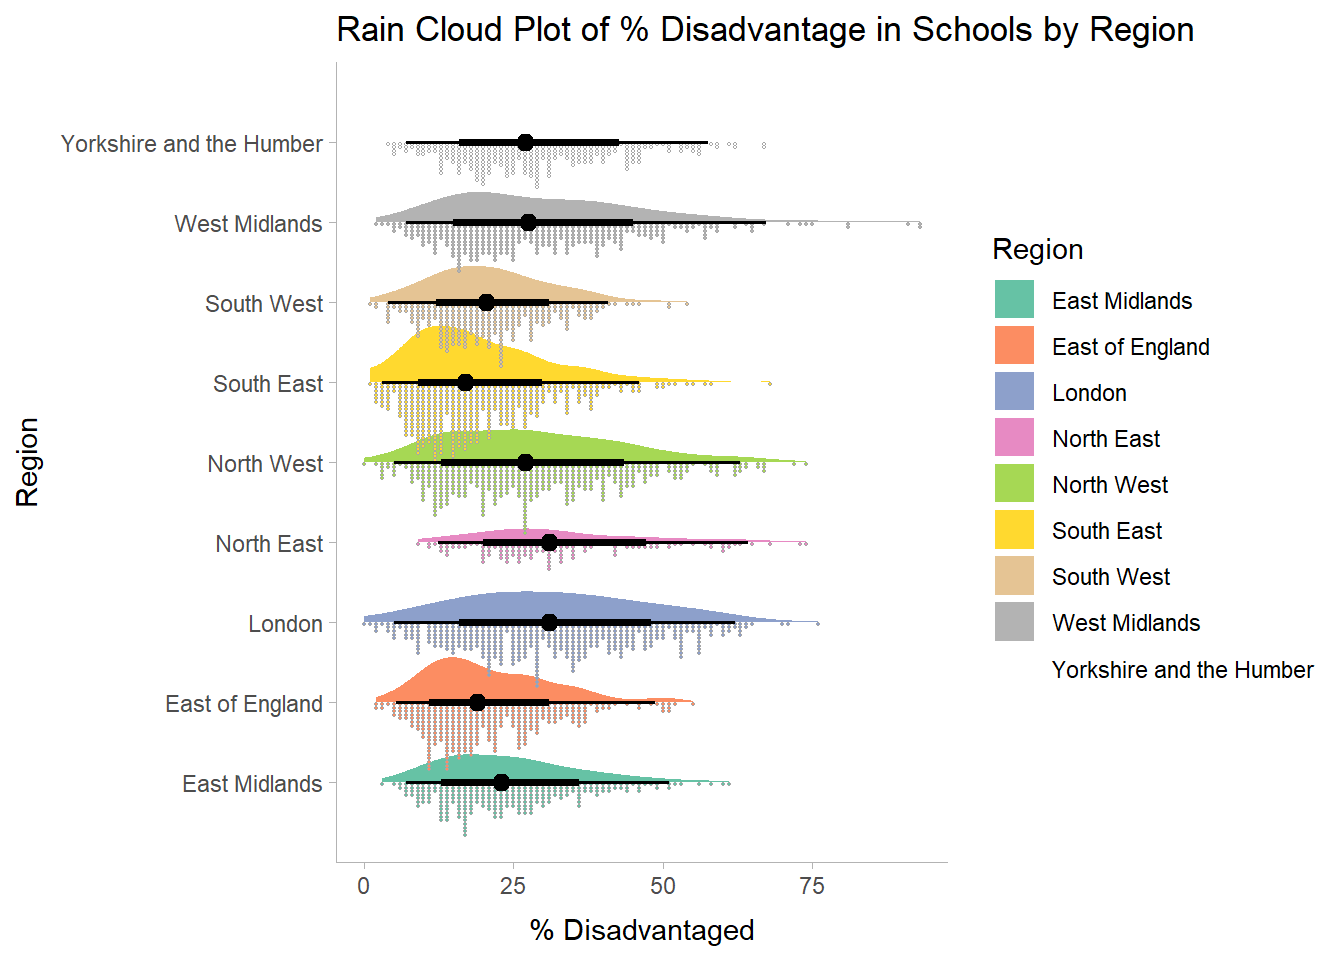 Rain Cloud Plot of % Disadvantage in Schools by Region
Region
Yorkshire and the Humber
West Midlands
South West
South East
North West
North East
London
East of England
East Midlands
0 25 50 75
% Disadvantaged
Region
East Midlands
East of England
London
North East
North West
South East
South West
West Midlands
Yorkshire and the Humber